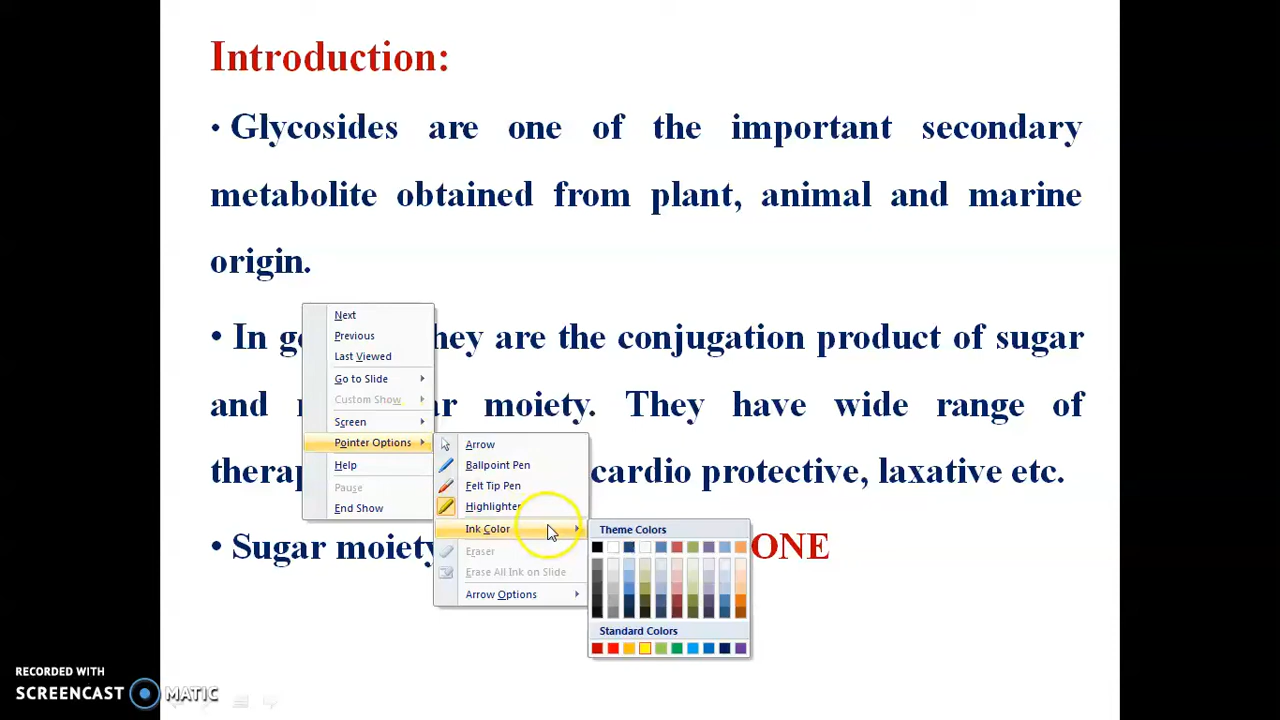 Introduction:
• Glycosides are one of the important secondary
metabolite obtained from plant, animal and marine
origin.
• In they are the conjugation product of sugar
and moiety. They have wide range of
cardio protective, laxative etc.
• Sugar moiety ONE
Next
Previous
Last Viewed
Go to Slide
Custom Show
Screen
Pointer Options
Help
Pause
End Show
Arrow
Ballpoint Pen
Felt Tip Pen
Highlighter
Ink Color
Eraser
Erase All Ink on Slide
Arrow Options
Theme Colors
Standard Colors
RECORDED WITH
SCREENCAST MATIC